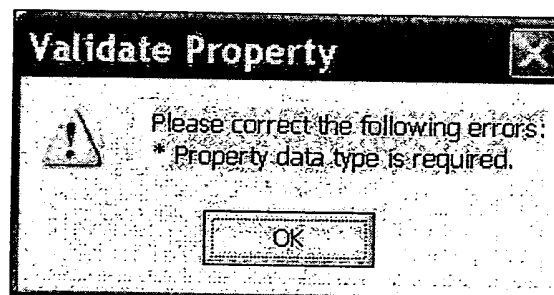 Validate Property
Please correct the following errors:
* Property data type is required.
OK